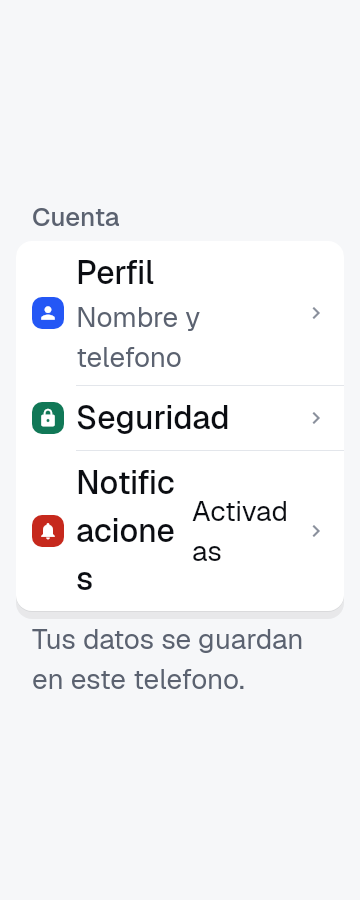 Cuenta
Perfil
Nombre y
telefono
Seguridad
Notific
acione
s
Activad
as
Tus datos se guardan
en este telefono.